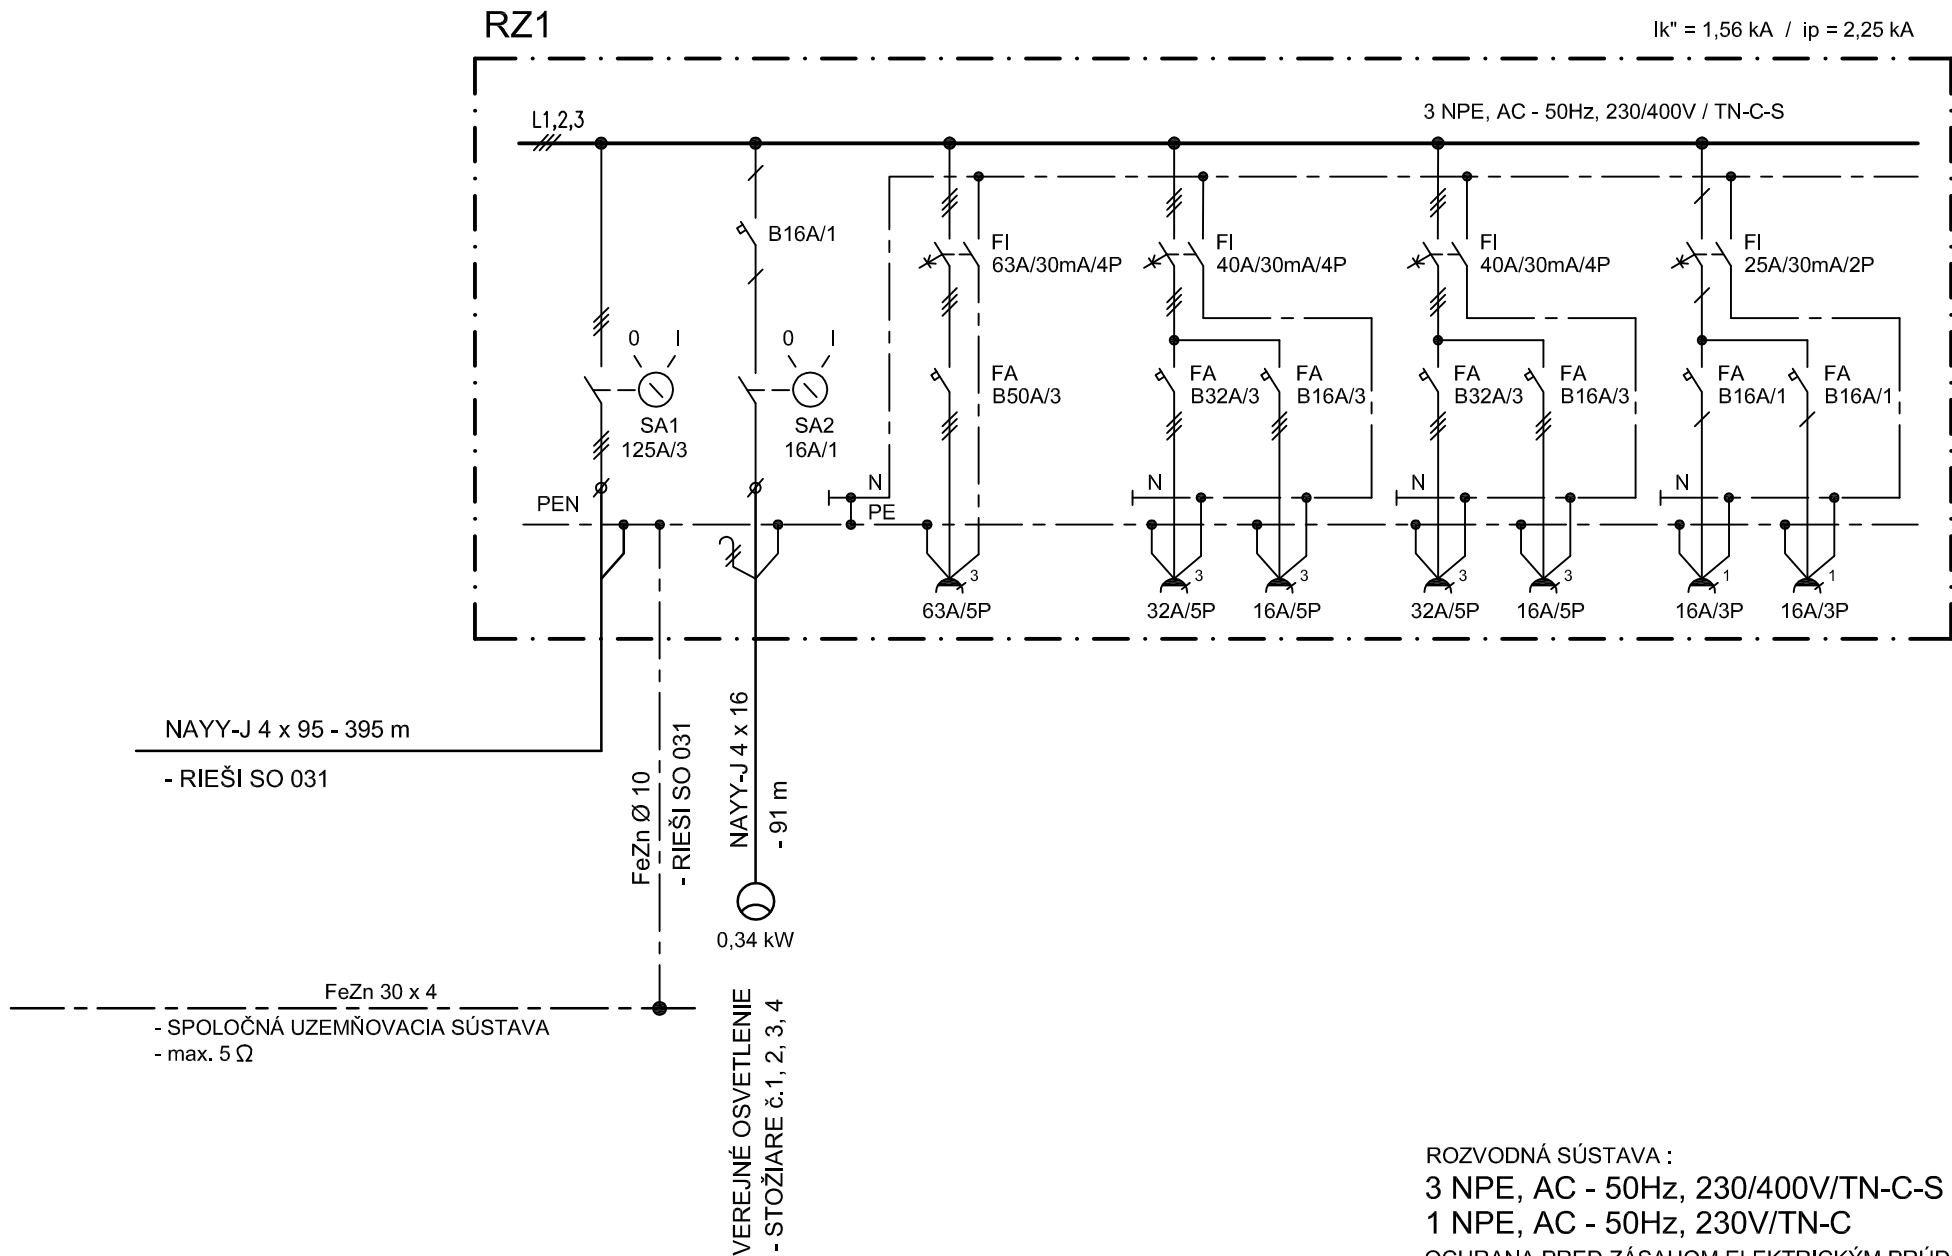 RZ1
Ik" = 1,56 kA / ip = 2,25 kA
L1,2,3
3 NPE, AC - 50Hz, 230/400V / TN-C-S
B16A/1
FI
63A/30mA/4P
FI
40A/30mA/4P
FI
40A/30mA/4P
FI
25A/30mA/2P
0 I
SA1
125A/3
0 I
SA2
16A/1
FA
B50A/3
FA
B32A/3
FA
B16A/3
FA
B32A/3
FA
B16A/3
FA
B16A/1
FA
B16A/1
PEN
N
PE
N
N
N
3
63A/5P
3
32A/5P
3
16A/5P
3
32A/5P
3
16A/5P
1
16A/3P
1
16A/3P
NAYY-J 4 x 95 - 395 m
- RIEŠI SO 031
FeZn Ø 10
- RIEŠI SO 031
NAYY-J 4 x 16
- 91 m
0,34 kW
FeZn 30 x 4
- SPOLOČNÁ UZEMŇOVACIA SÚSTAVA
- max. 5 Ω
VEREJNÉ OSVETLENIE
- STOŽIARE č.1, 2, 3, 4
ROZVODNÁ SÚSTAVA :
3 NPE, AC - 50Hz, 230/400V/TN-C-S
1 NPE, AC - 50Hz, 230V/TN-C
OCHRANA PRED ZÁSAHOM ELEKTRICKÝM PRÚD